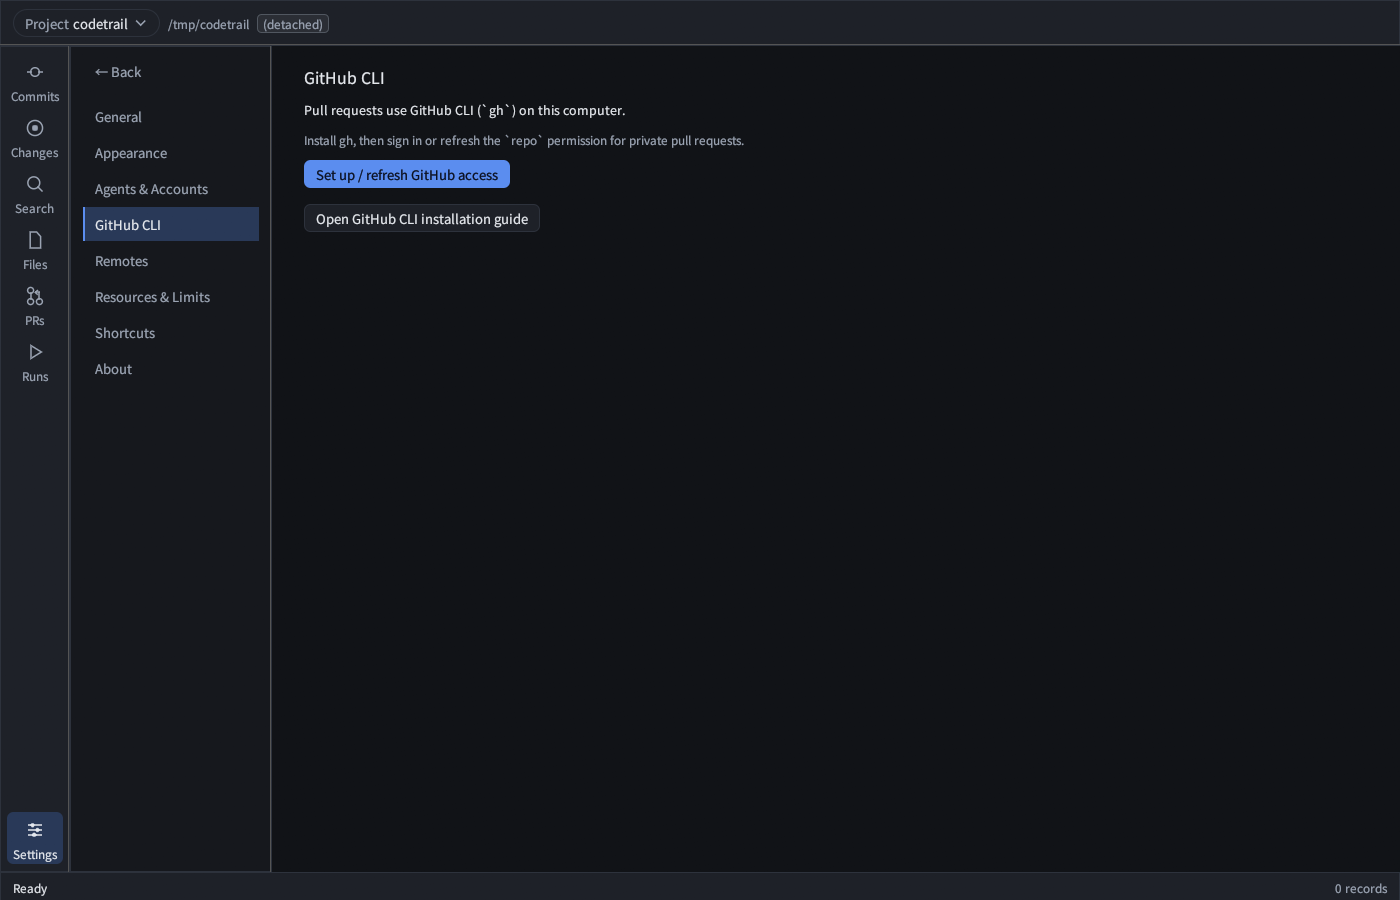 Project codetrail /tmp/codetrail (detached)
Commits
Changes
Search
Files
PRs
Runs
Settings
← Back
General
Appearance
Agents & Accounts
GitHub CLI
Remotes
Resources & Limits
Shortcuts
About
GitHub CLI
Pull requests use GitHub CLI (`gh`) on this computer.
Install gh, then sign in or refresh the `repo` permission for private pull requests.
Set up / refresh GitHub access
Open GitHub CLI installation guide
Ready
0 records